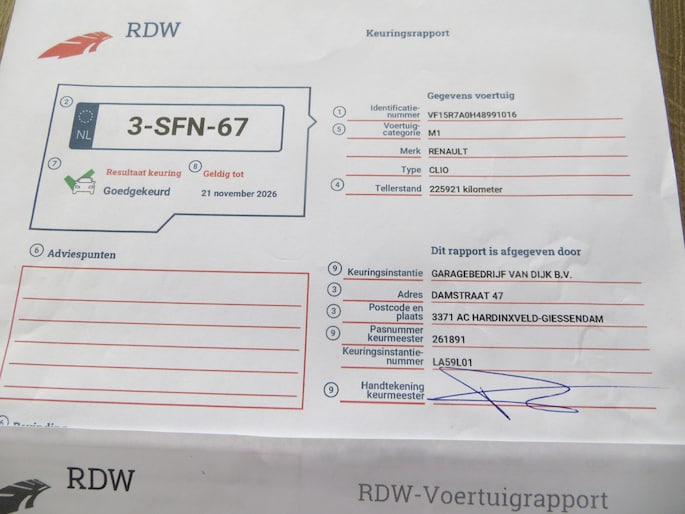 RDW
Keuringsrapport
2
NL
3-SFN-67
7
Resultaat keuring
Goedgekeurd
8
Geldig tot
21 november 2026
Gegevens voertuig
1 Identificatie-
nummer VF15R7A0H48991016
5 Voertuig-
categorie M1
Merk RENAULT
Type CLIO
4 Tellerstand 225921 kilometer
6 Adviespunten
Dit rapport is afgegeven door
9 Keuringsinstantie GARAGEBEDRIJF VAN DIJK B.V.
3 Adres DAMSTRAAT 47
3 Postcode en
plaats 3371 AC HARDINXVELD-GIESSENDAM
9 Pasnummer
keurmeester 261891
Keuringsinstantie-
nummer LA59L01
9 Handtekening
keurmeester
RDW
RDW-Voertuigrapport